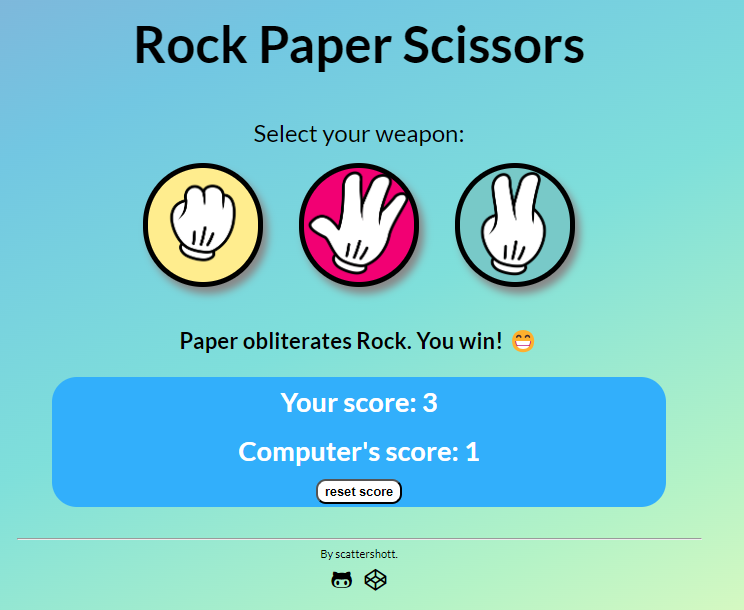 Rock Paper Scissors
Select your weapon:
Paper obliterates Rock. You win! 😁
Your score: 3
Computer's score: 1
reset score
By scattershott.